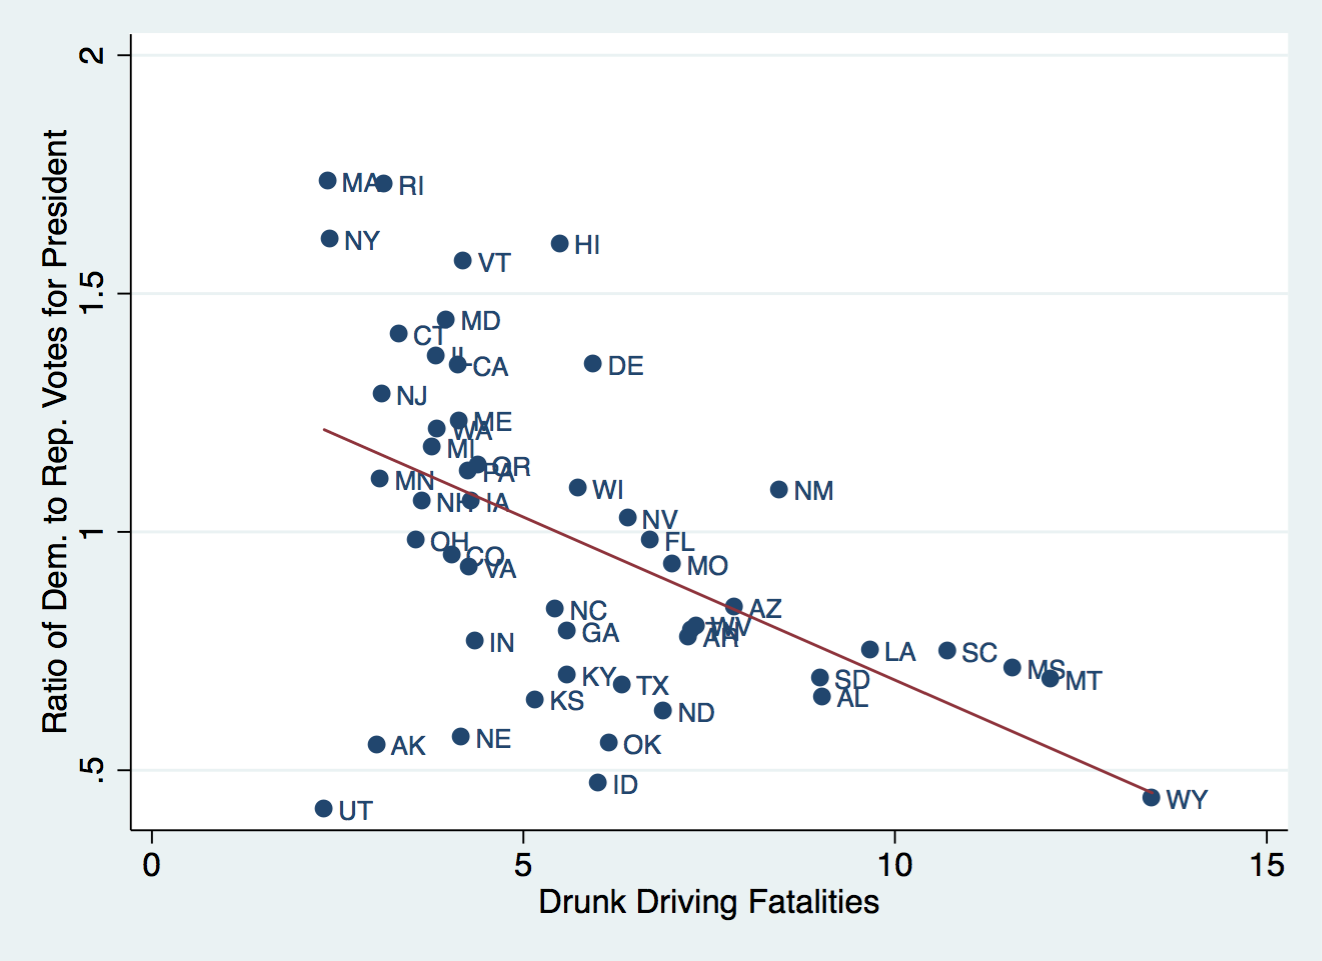 2
1.5
1
.5
Ratio of Dem. to Rep. Votes for President
MA RI
NY
HI
VT
MD
CT
IL
CA
DE
NJ
ME
WA
MI
OR
PA
MN
WI
NM
NH IA
NV
OH
FL
CO
VA
MO
NC
AZ
GA
WV
TN
AR
IN
LA
SC
MS
KY
SD
MT
TX
KS
AL
ND
NE
AK
OK
ID
WY
UT
0 5 10 15
Drunk Driving Fatalities